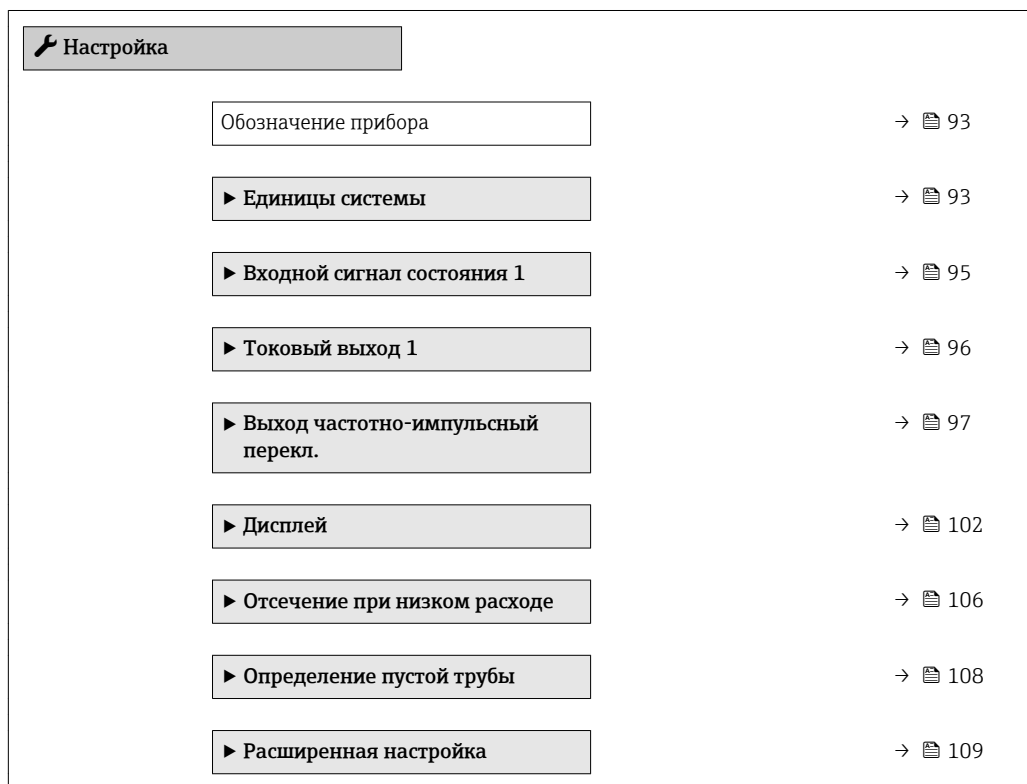 Настройка
Обозначение прибора → 93
► Единицы системы → 93
► Входной сигнал состояния 1 → 95
► Токовый выход 1 → 96
► Выход частотно-импульсный → 97
перекл.
► Дисплей → 102
► Отсечение при низком расходе → 106
► Определение пустой трубы → 108
► Расширенная настройка → 109